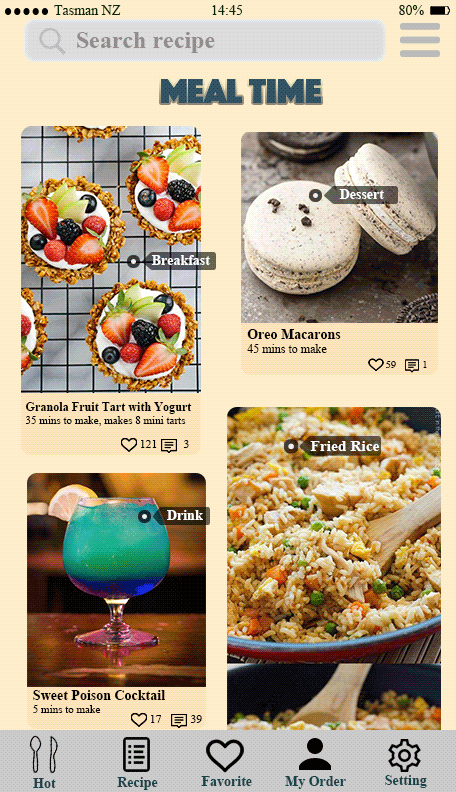 Tasman NZ
14:45
80%
Search recipe
MEAL TIME
Breakfast
Granola Fruit Tart with Yogurt
35 mins to make, makes 8 mini tarts
121
3
Dessert
Oreo Macarons
45 mins to make
59
1
Drink
Sweet Poison Cocktail
5 mins to make
17
39
Fried Rice
Hot
Recipe
Favorite
My Order
Setting